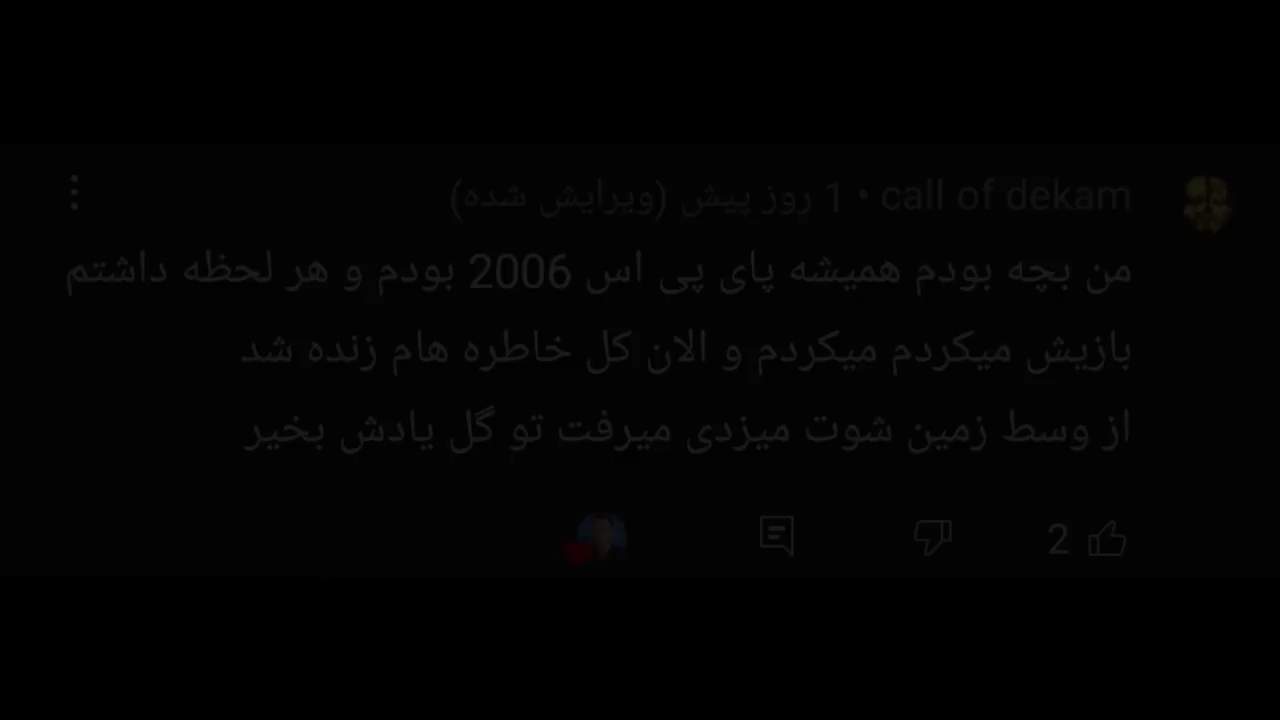 call of dekam • 1 روز پیش (ویرایش شده)
من بچه بودم همیشه پای پی اس 2006 بودم و هر لحظه داشتم
بازیش میکردم میکردم و الان کل خاطره هام زنده شد
از وسط زمین شوت میزدی میرفت تو گل یادش بخیر
2